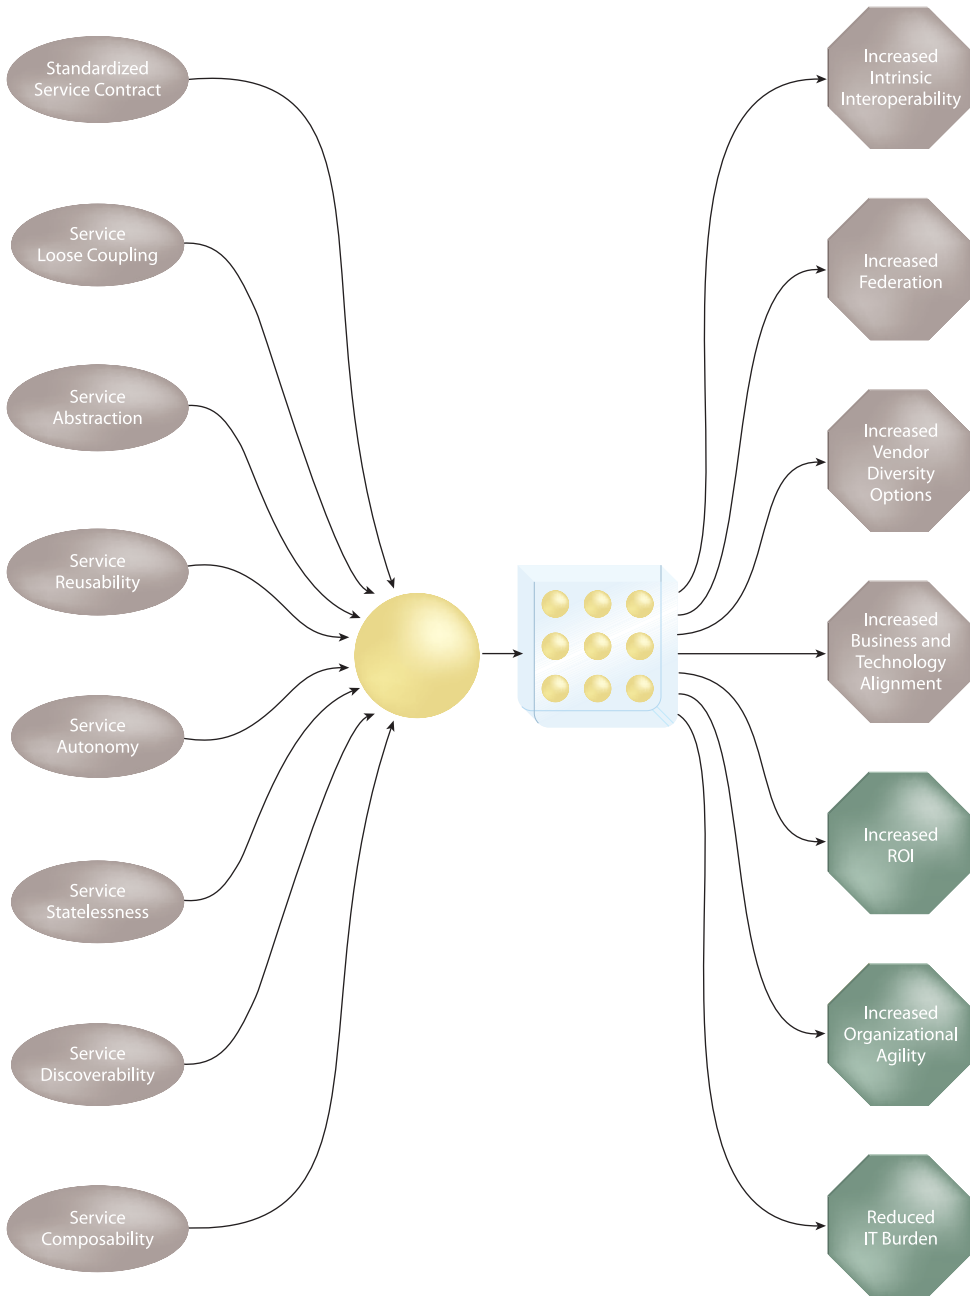 Standardized
Service Contract
Service
Loose Coupling
Service
Abstraction
Service
Reusability
Service
Autonomy
Service
Statelessness
Service
Discoverability
Service
Composability
Increased
Intrinsic
Interoperability
Increased
Federation
Increased
Vendor
Diversity
Options
Increased
Business and
Technology
Alignment
Increased
ROI
Increased
Organizational
Agility
Reduced
IT Burden